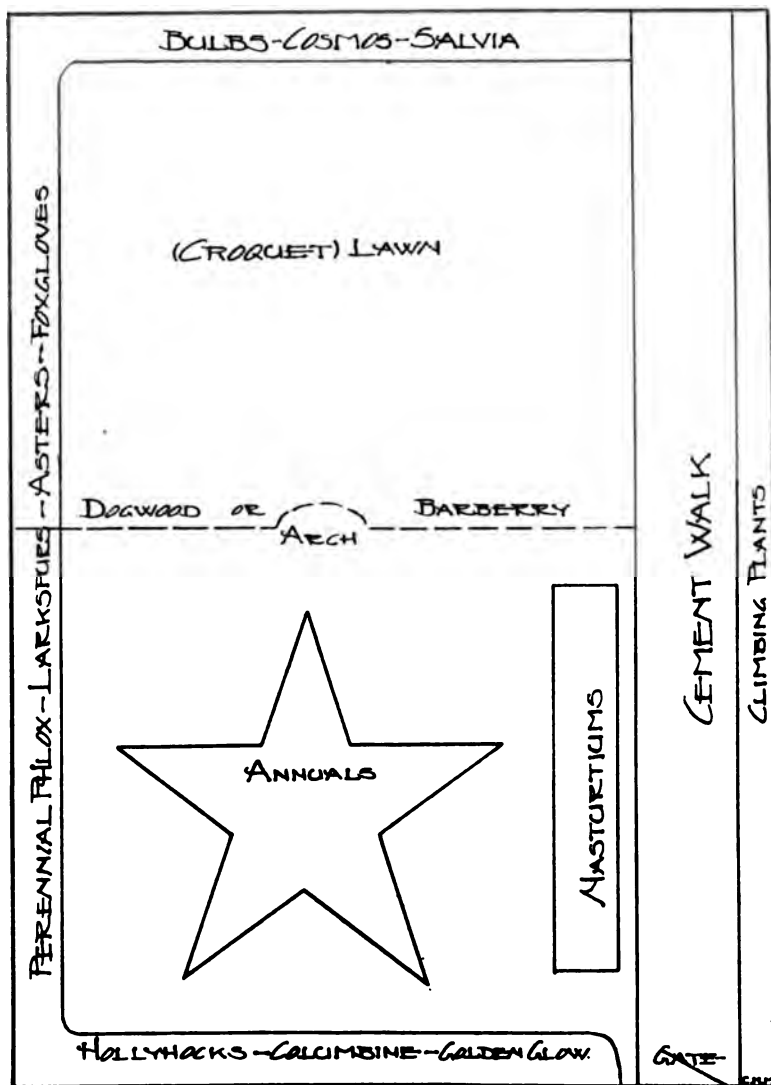 BULBS-COSMOS-SALVIA
(CROQUET) LAWN
PERENNIAL PHLOX-LARKSPURS-ASTERS-FOXGLOVES
DOGWOOD OR BARBERRY
ARCH
CEMENT WALK
CLIMBING PLANTS
ANNUALS
NASTURTIUMS
HOLLYHOCKS-COLUMBINE-GOLDEN GLOW.
GATE